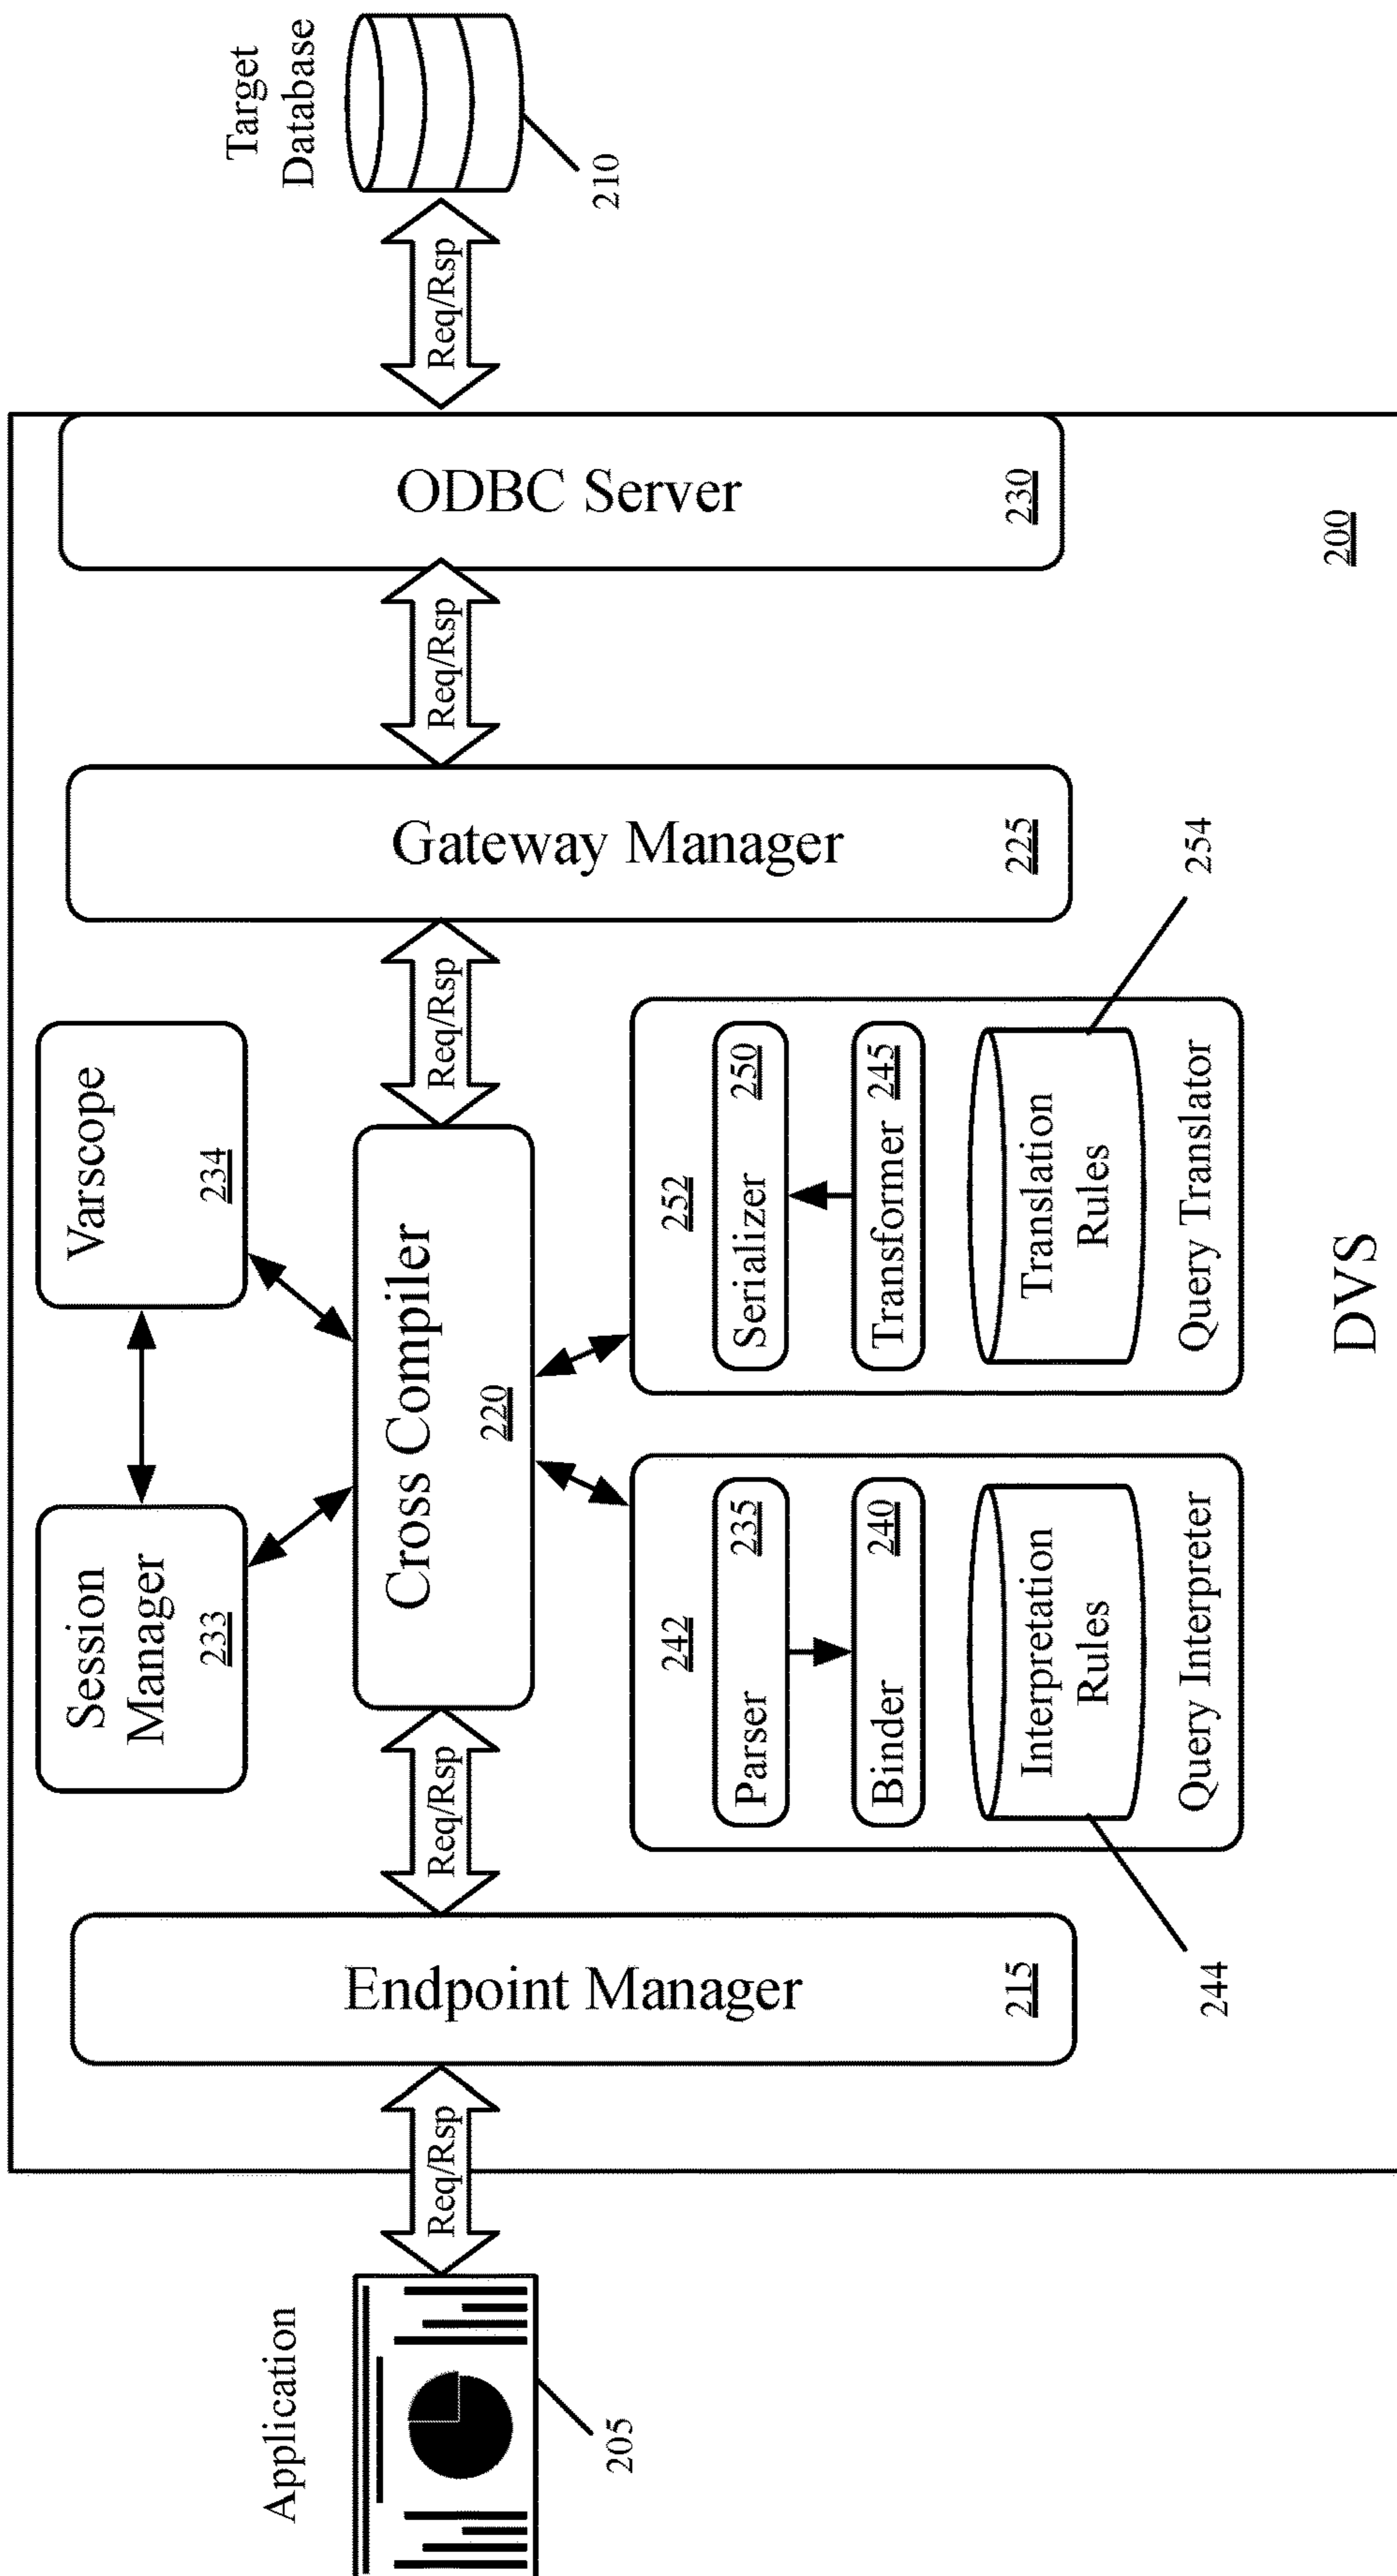 Application
205
Req/Rsp
Endpoint Manager
215
Req/Rsp
Session
Manager
233
Varscope
234
Cross Compiler
220
242
Parser 235
Binder 240
Interpretation
Rules
Query Interpreter
244
252
Serializer 250
Transformer 245
Translation
Rules
Query Translator
254
Req/Rsp
Gateway Manager
225
Req/Rsp
ODBC Server
230
Req/Rsp
Target
Database
210
DVS
200